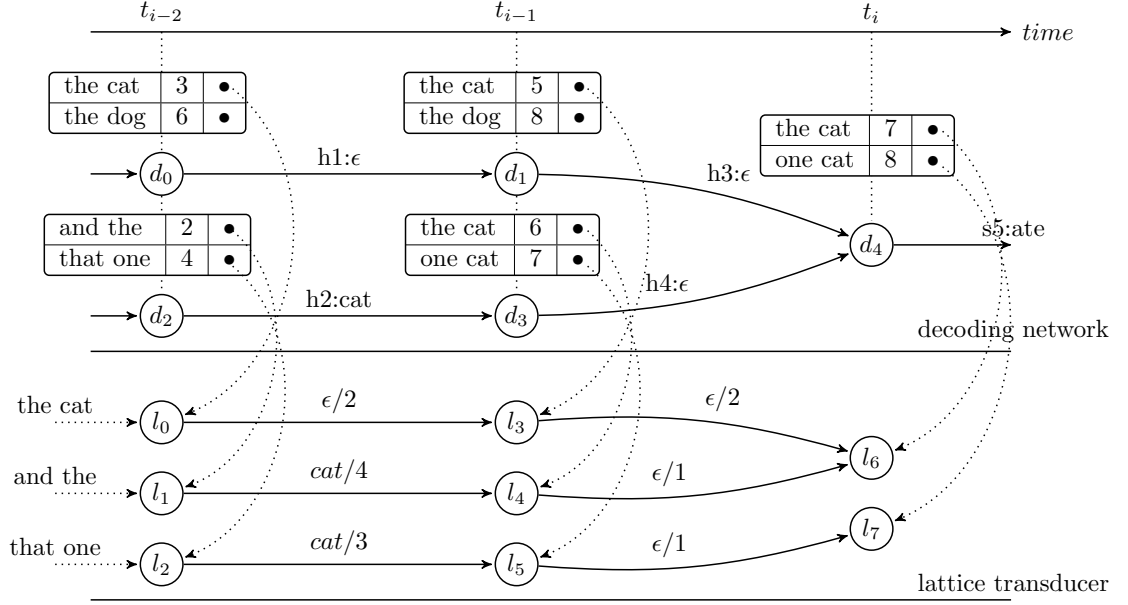 t_{i-2} t_{i-1} t_i
time
the cat 3 •
the dog 6 •
the cat 5 •
the dog 8 •
the cat 7 •
one cat 8 •
d_0 h1:ϵ d_1 h3:ϵ
and the 2 •
that one 4 •
the cat 6 •
one cat 7 •
d_4 s5:ate
d_2 h2:cat d_3 h4:ϵ
decoding network
the cat l_0 ϵ/2 l_3 ϵ/2
l_6
and the l_1 cat/4 l_4 ϵ/1
l_7
that one l_2 cat/3 l_5 ϵ/1
lattice transducer